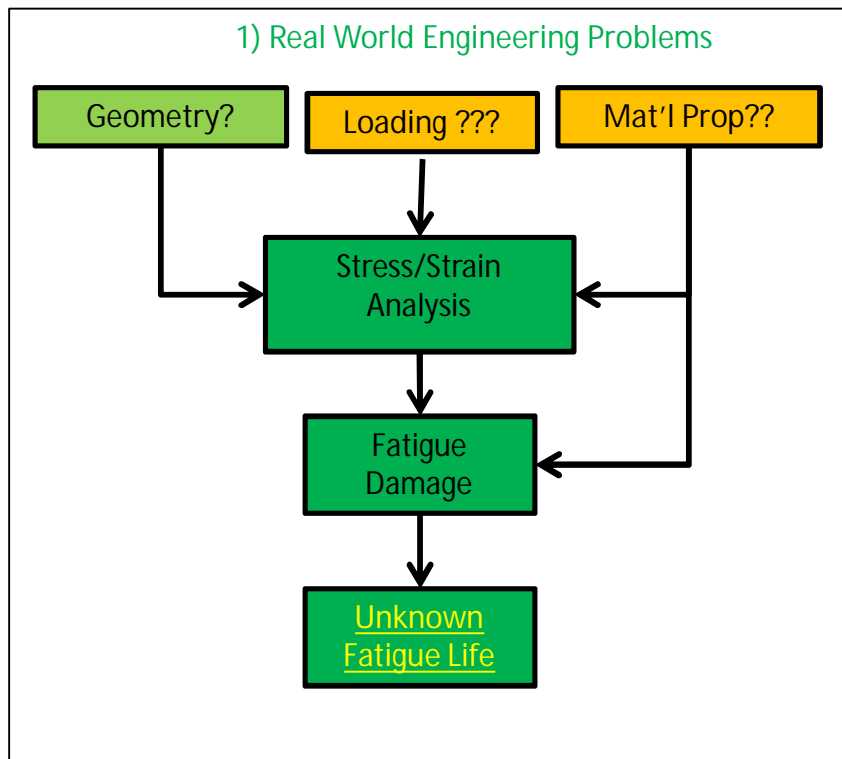 1) Real World Engineering Problems
Geometry?
Loading ???
Mat'l Prop??
Stress/Strain
Analysis
Fatigue
Damage
Unknown
Fatigue Life